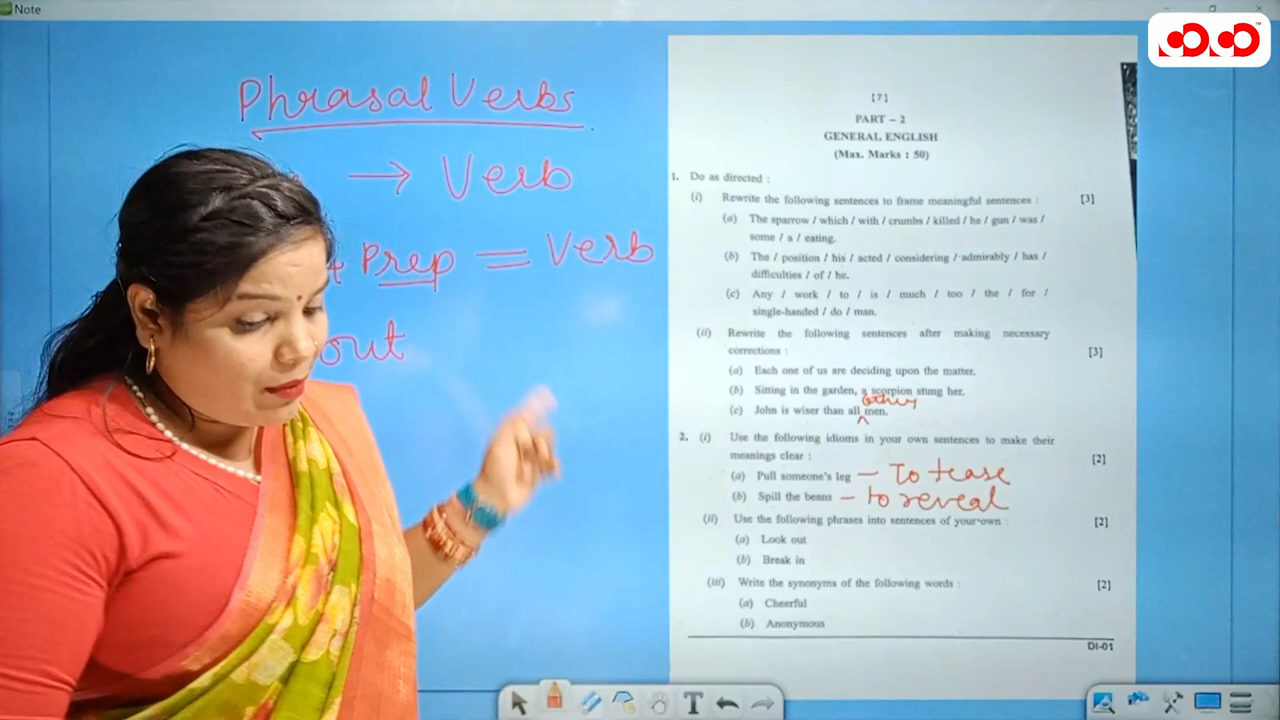 Note
Phrasal Verbs
→ Verb
+ Prep = Verb
out
[7]
PART – 2
GENERAL ENGLISH
(Max. Marks : 50)
1. Do as directed :
(i) Rewrite the following sentences to frame meaningful sentences : [3]
(a) The sparrow / which / with / crumbs / killed / he / gun / was /
some / a / eating.
(b) The / position / his / acted / considering / admirably / has /
difficulties / of / he.
(c) Any / work / to / is / much / too / the / for /
single-handed / do / man.
(ii) Rewrite the following sentences after making necessary
corrections : [3]
(a) Each one of us are deciding upon the matter.
(b) Sitting in the garden, a scorpion stung her.
other
(c) John is wiser than all ^ men.
2. (i) Use the following idioms in your own sentences to make their
meanings clear : [2]
(a) Pull someone's leg – To tease
(b) Spill the beans – to reveal
(ii) Use the following phrases into sentences of your own : [2]
(a) Look out
(b) Break in
(iii) Write the synonyms of the following words : [2]
(a) Cheerful
(b) Anonymous
DI-01
T